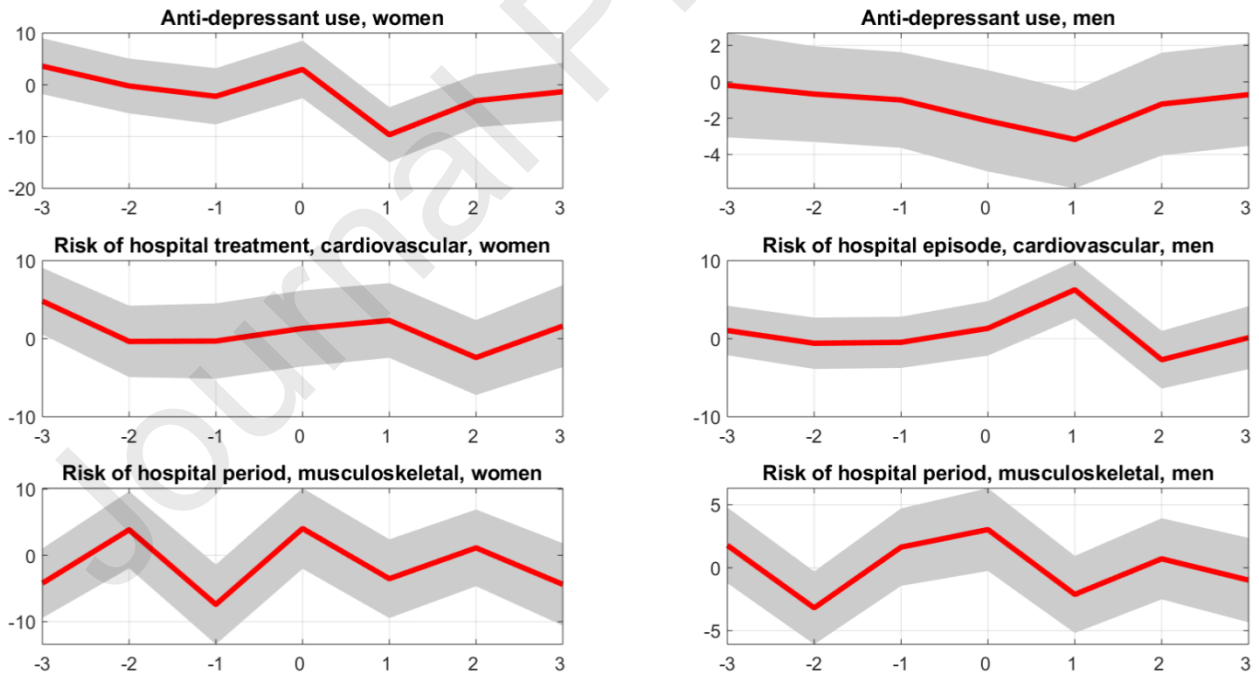 Anti-depressant use, women
10
0
-10
-20
-3 -2 -1 0 1 2 3
Anti-depressant use, men
2
0
-2
-4
-3 -2 -1 0 1 2 3
Risk of hospital treatment, cardiovascular, women
10
0
-10
-3 -2 -1 0 1 2 3
Risk of hospital episode, cardiovascular, men
10
0
-10
-3 -2 -1 0 1 2 3
Risk of hospital period, musculoskeletal, women
10
0
-10
-3 -2 -1 0 1 2 3
Risk of hospital period, musculoskeletal, men
5
0
-5
-3 -2 -1 0 1 2 3
Journal P